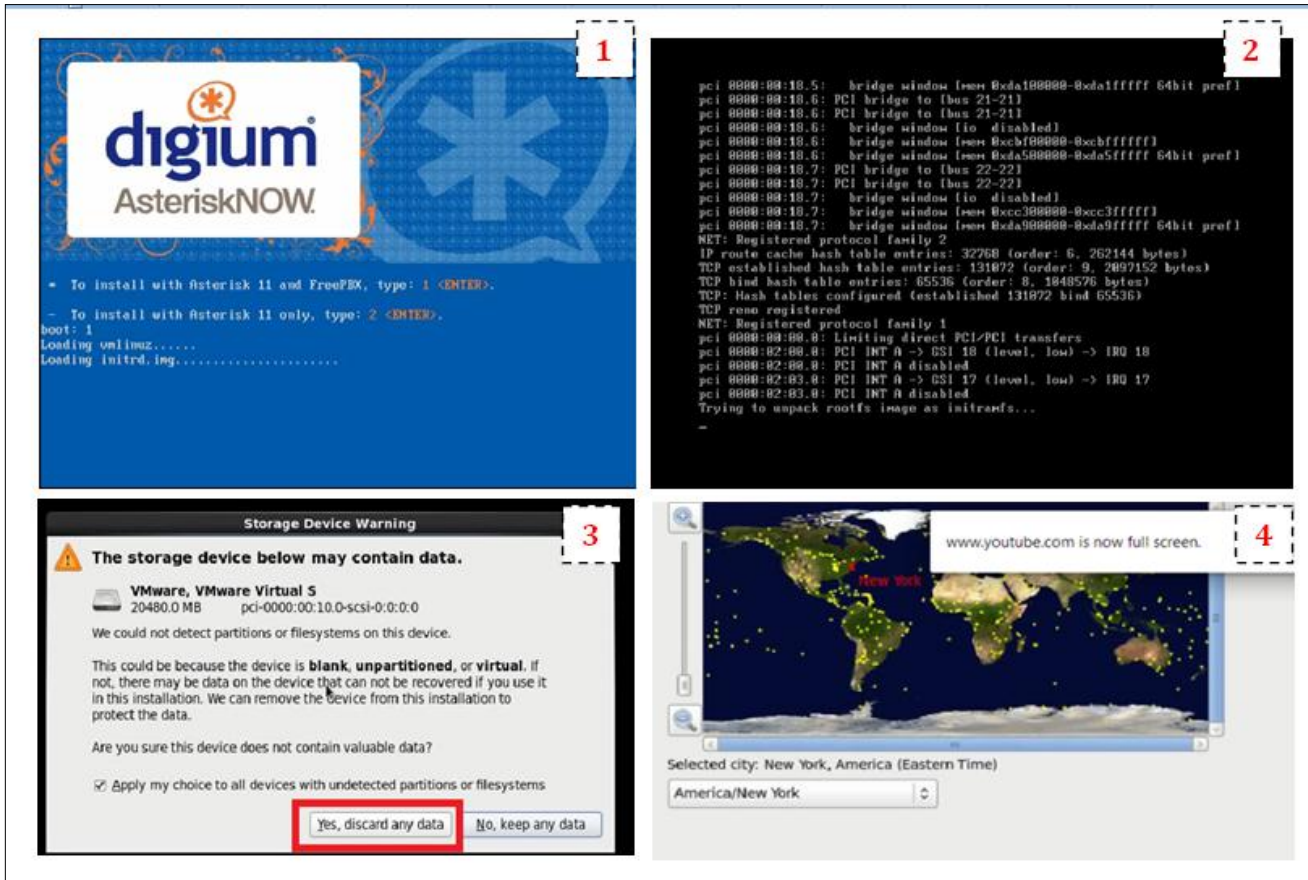 1
digium
AsteriskNOW.
* To install with Asterisk 11 and FreePBX, type: 1 <ENTER>.
- To install with Asterisk 11 only, type: 2 <ENTER>.
boot: 1
Loading vmlinuz......
Loading initrd.img.....................
2
pci 0000:00:18.5: bridge window [mem 0xda100000-0xda1fffff 64bit pref]
pci 0000:00:18.6: PCI bridge to [bus 21-21]
pci 0000:00:18.6: PCI bridge to [bus 21-21]
pci 0000:00:18.6: bridge window [io disabled]
pci 0000:00:18.6: bridge window [mem 0xcbf00000-0xcbffffff]
pci 0000:00:18.6: bridge window [mem 0xda500000-0xda5fffff 64bit pref]
pci 0000:00:18.7: PCI bridge to [bus 22-22]
pci 0000:00:18.7: PCI bridge to [bus 22-22]
pci 0000:00:18.7: bridge window [io disabled]
pci 0000:00:18.7: bridge window [mem 0xcc300000-0xcc3fffff]
pci 0000:00:18.7: bridge window [mem 0xda900000-0xda9fffff 64bit pref]
NET: Registered protocol family 2
IP route cache hash table entries: 32768 (order: 6, 262144 bytes)
TCP established hash table entries: 131072 (order: 9, 2097152 bytes)
TCP bind hash table entries: 65536 (order: 8, 1048576 bytes)
TCP: Hash tables configured (established 131072 bind 65536)
TCP reno registered
NET: Registered protocol family 1
pci 0000:00:00.0: Limiting direct PCI/PCI transfers
pci 0000:02:00.0: PCI INT A -> GSI 18 (level, low) -> IRQ 18
pci 0000:02:00.0: PCI INT A disabled
pci 0000:02:03.0: PCI INT A -> GSI 17 (level, low) -> IRQ 17
pci 0000:02:03.0: PCI INT A disabled
Trying to unpack rootfs image as initramfs...
3
Storage Device Warning
The storage device below may contain data.
VMware, VMware Virtual S
20480.0 MB pci-0000:00:10.0-scsi-0:0:0:0
We could not detect partitions or filesystems on this device.
This could be because the device is blank, unpartitioned, or virtual. If
not, there may be data on the device that can not be recovered if you use it
in this installation. We can remove the device from this installation to
protect the data.
Are you sure this device does not contain valuable data?
Apply my choice to all devices with undetected partitions or filesystems
Yes, discard any data
No, keep any data
4
www.youtube.com is now full screen.
New York
Selected city: New York, America (Eastern Time)
America/New York